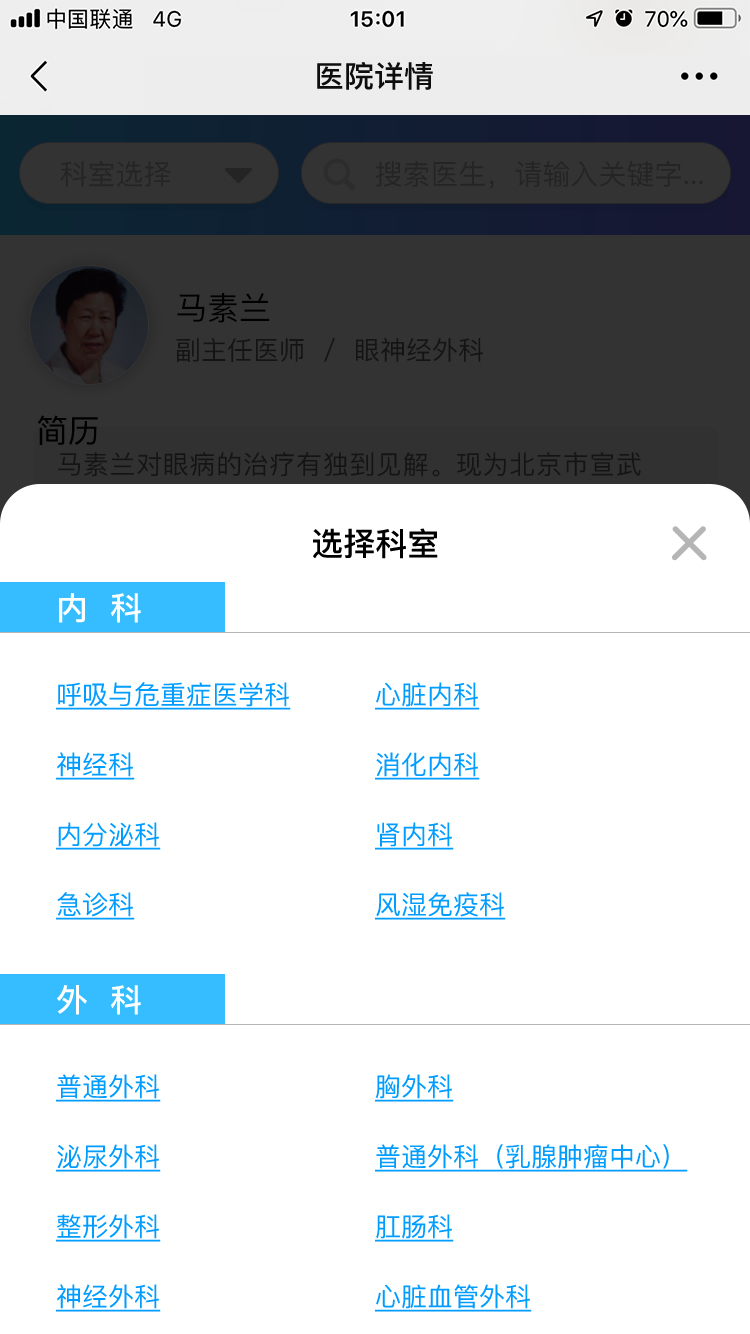 中国联通 4G 15:01 70%
医院详情
科室选择 搜索医生，请输入关键字...
马素兰
副主任医师 / 眼神经外科
简历
马素兰对眼病的治疗有独到见解。现为北京市宣武
选择科室
内 科
呼吸与危重症医学科 心脏内科
神经科 消化内科
内分泌科 肾内科
急诊科 风湿免疫科
外 科
普通外科 胸外科
泌尿外科 普通外科（乳腺肿瘤中心）
整形外科 肛肠科
神经外科 心脏血管外科